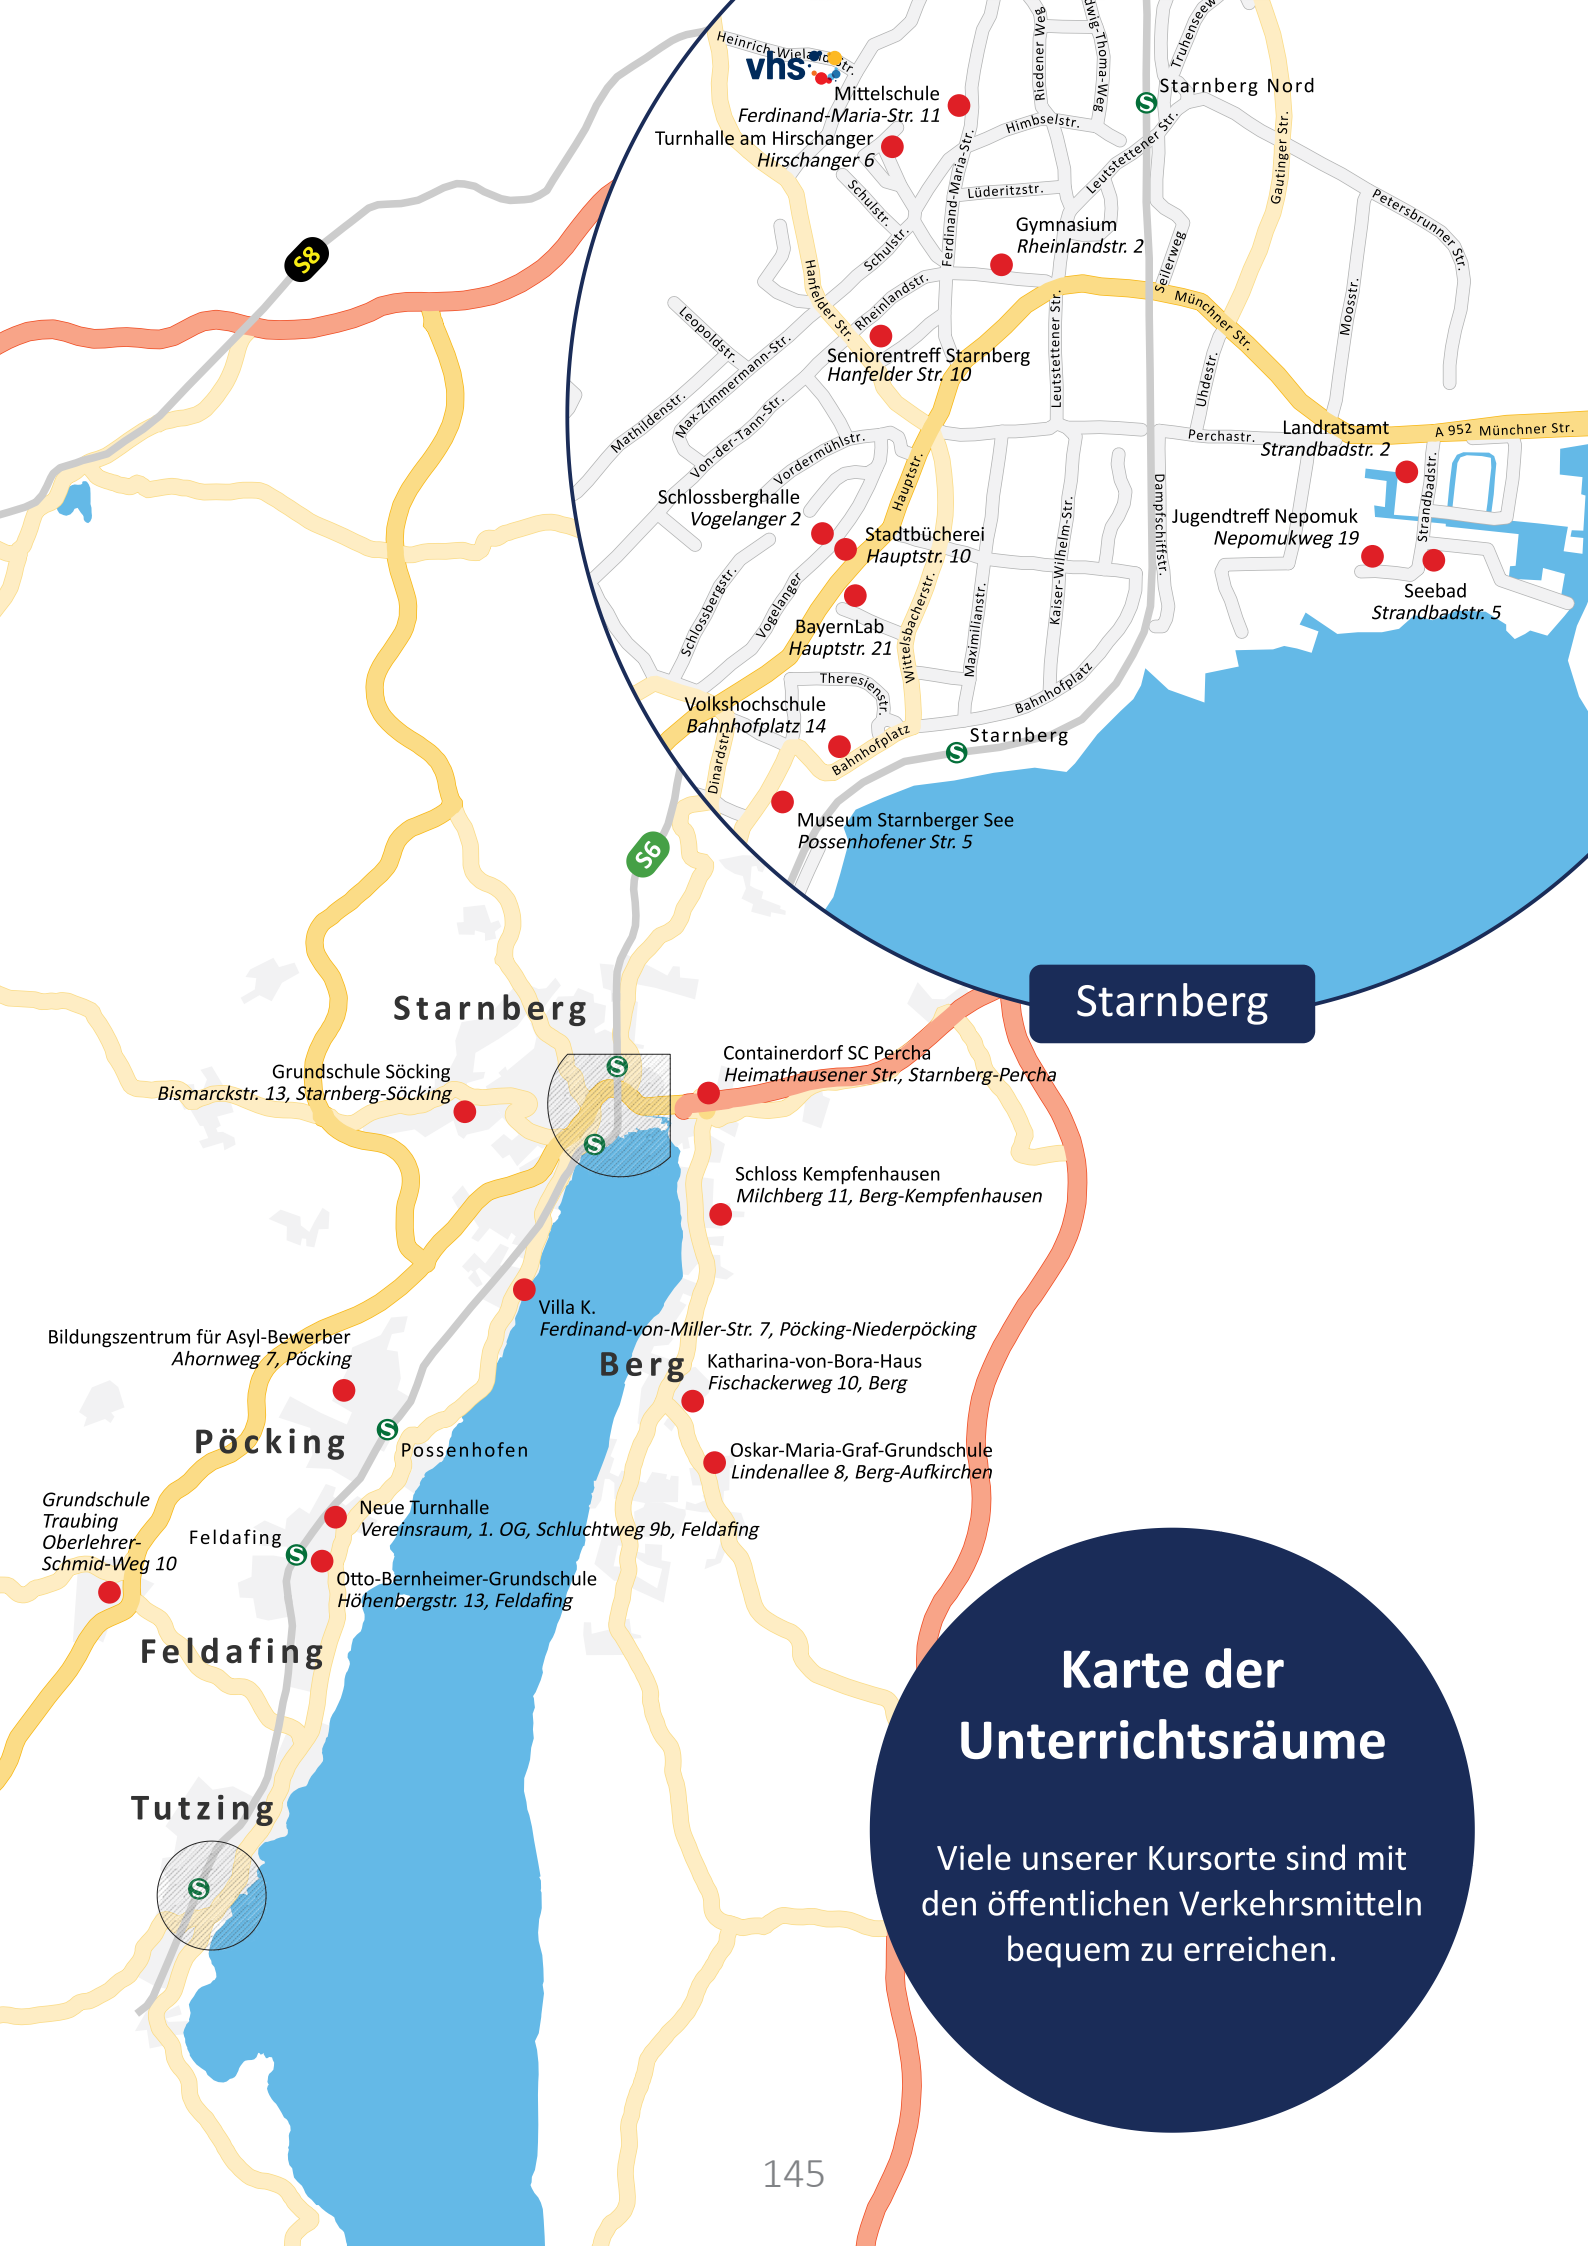 Heinrich-Wieland-Str.
vhs
Riedener Weg
dwig-Thoma-Weg
Truhenseew
Mittelschule
Ferdinand-Maria-Str. 11
Starnberg Nord
Turnhalle am Hirschanger
Hirschanger 6
Himbselstr.
Leutstettener Str.
Gautinger Str.
Schulstr.
Ferdinand-Maria-Str.
Lüderitzstr.
Petersbrunner Str.
Gymnasium
Rheinlandstr. 2
Schulstr.
Seilerweg
S8
Hanfelder Str.
Rheinlandstr.
Leutstettener Str.
Münchner Str.
Moosstr.
Leopoldstr.
Max-Zimmermann-Str.
Seniorentreff Starnberg
Hanfelder Str. 10
Uhdestr.
Mathildenstr.
Von-der-Tann-Str.
Vordermühlstr.
Perchastr.
Landratsamt
Strandbadstr. 2
A 952 Münchner Str.
Hauptstr.
Schlossberghalle
Vogelanger 2
Dampfschiffstr.
Strandbadstr.
Jugendtreff Nepomuk
Nepomukweg 19
Stadtbücherei
Hauptstr. 10
Kaiser-Wilhelm-Str.
Schlossbergstr.
Vogelanger
Wittelsbacherstr.
Maximilianstr.
Seebad
Strandbadstr. 5
BayernLab
Hauptstr. 21
Theresienstr.
Bahnhofplatz
Volkshochschule
Bahnhofplatz 14
Starnberg
Dinardstr.
Bahnhofplatz
Museum Starnberger See
Possenhofener Str. 5
S6
Starnberg
Starnberg
Containerdorf SC Percha
Heimathausener Str., Starnberg-Percha
Grundschule Söcking
Bismarckstr. 13, Starnberg-Söcking
Schloss Kempfenhausen
Milchberg 11, Berg-Kempfenhausen
Villa K.
Ferdinand-von-Miller-Str. 7, Pöcking-Niederpöcking
Bildungszentrum für Asyl-Bewerber
Ahornweg 7, Pöcking
Berg
Katharina-von-Bora-Haus
Fischackerweg 10, Berg
Pöcking
Possenhofen
Oskar-Maria-Graf-Grundschule
Lindenallee 8, Berg-Aufkirchen
Grundschule
Traubing
Oberlehrer-
Schmid-Weg 10
Neue Turnhalle
Vereinsraum, 1. OG, Schluchtweg 9b, Feldafing
Feldafing
Otto-Bernheimer-Grundschule
Höhenbergstr. 13, Feldafing
Feldafing
Tutzing
Karte der
Unterrichtsräume
Viele unserer Kursorte sind mit
den öffentlichen Verkehrsmitteln
bequem zu erreichen.
145